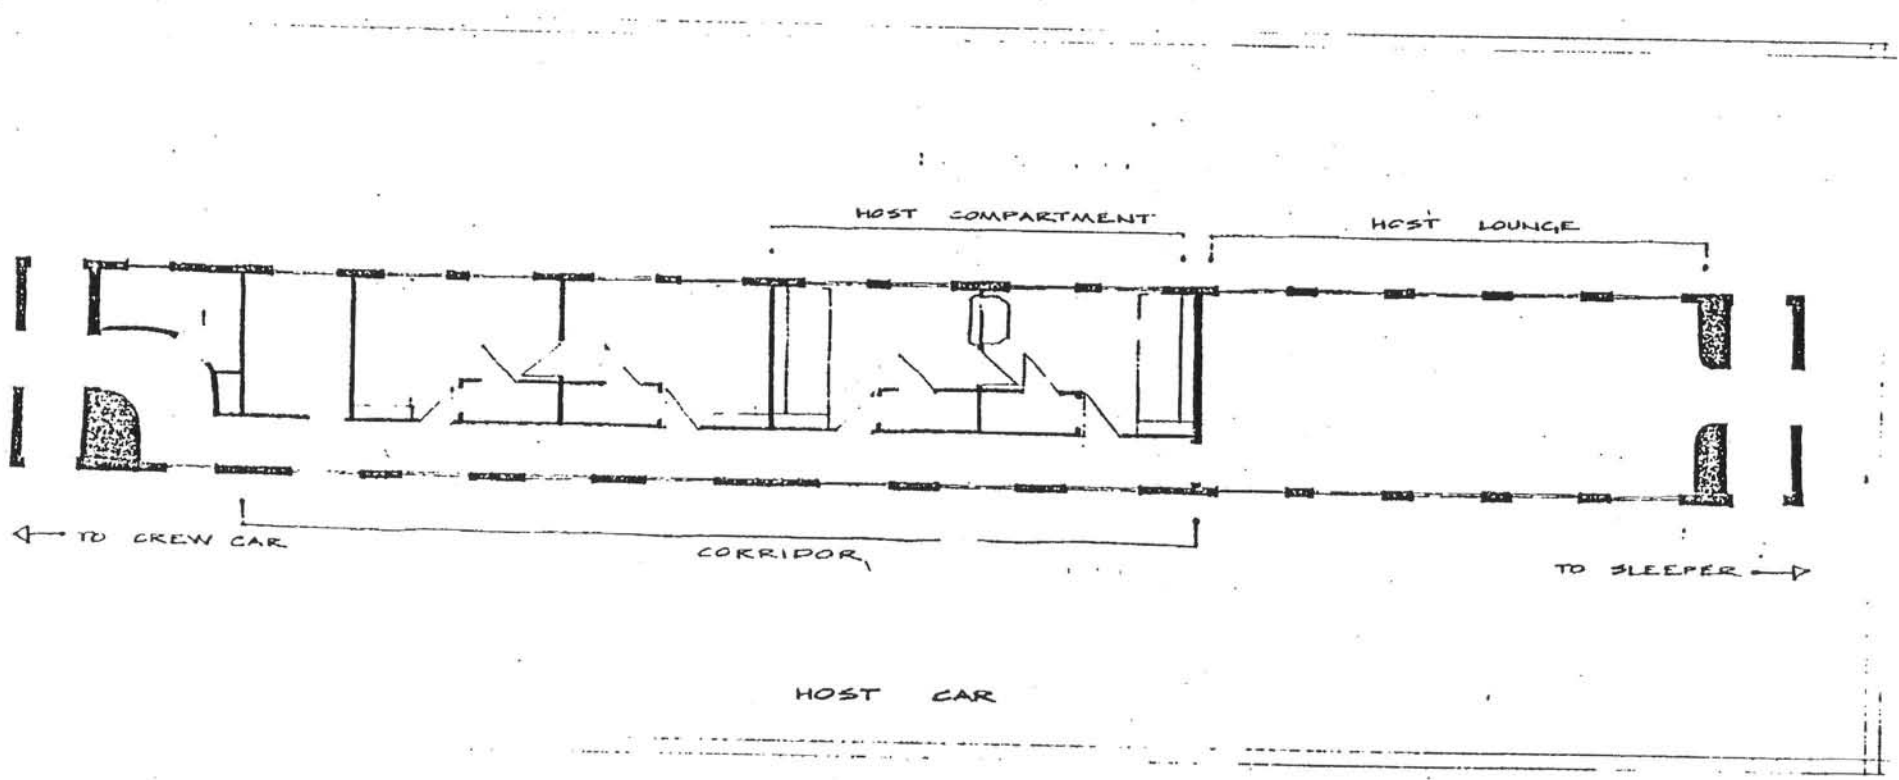 HOST COMPARTMENT
HOST LOUNGE
TO CREW CAR
CORRIDOR
TO SLEEPER
HOST CAR